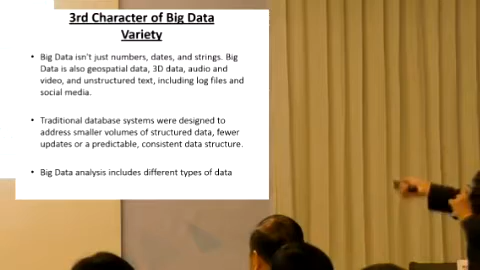 3rd Character of Big Data
Variety
• Big Data isn't just numbers, dates, and strings. Big
Data is also geospatial data, 3D data, audio and
video, and unstructured text, including log files and
social media.
• Traditional database systems were designed to
address smaller volumes of structured data, fewer
updates or a predictable, consistent data structure.
• Big Data analysis includes different types of data